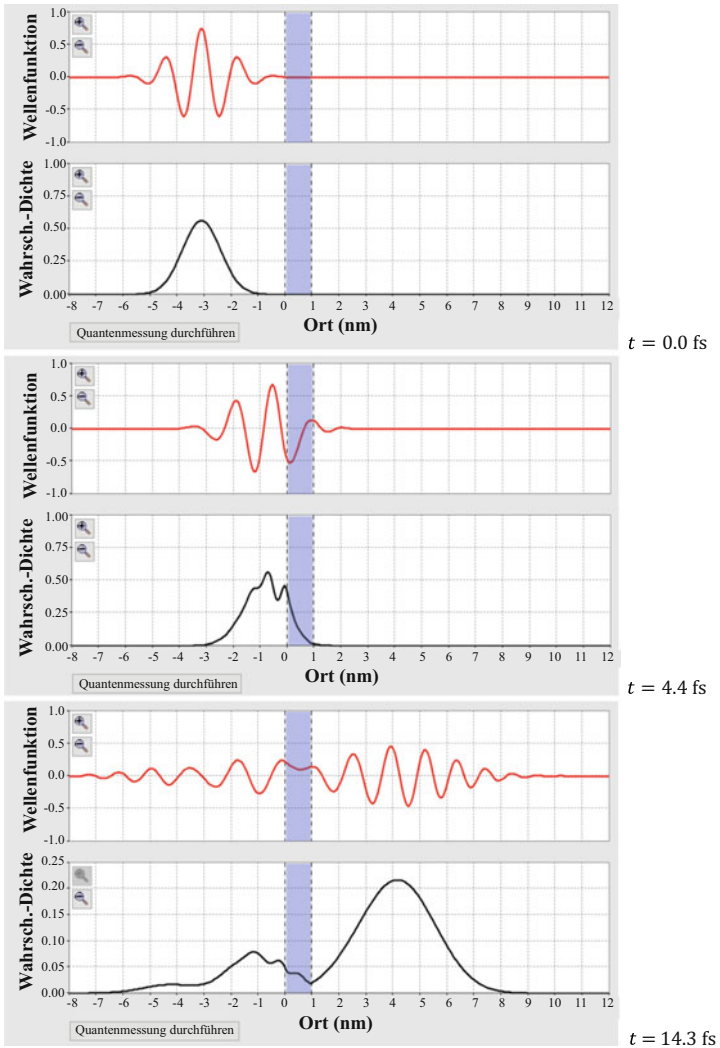 Wellenfunktion
1.0
0.5
0.0
-0.5
-1.0
Wahrsch.-Dichte
1.00
0.75
0.50
0.25
0.00
-8 -7 -6 -5 -4 -3 -2 -1 0 1 2 3 4 5 6 7 8 9 10 11 12
Quantenmessung durchführen
Ort (nm)
t = 0.0 fs
Wellenfunktion
1.0
0.5
0.0
-0.5
-1.0
Wahrsch.-Dichte
1.00
0.75
0.50
0.25
0.00
-8 -7 -6 -5 -4 -3 -2 -1 0 1 2 3 4 5 6 7 8 9 10 11 12
Quantenmessung durchführen
Ort (nm)
t = 4.4 fs
Wellenfunktion
1.0
0.5
0.0
-0.5
-1.0
Wahrsch.-Dichte
0.25
0.20
0.15
0.10
0.05
0.00
-8 -7 -6 -5 -4 -3 -2 -1 0 1 2 3 4 5 6 7 8 9 10 11 12
Quantenmessung durchführen
Ort (nm)
t = 14.3 fs